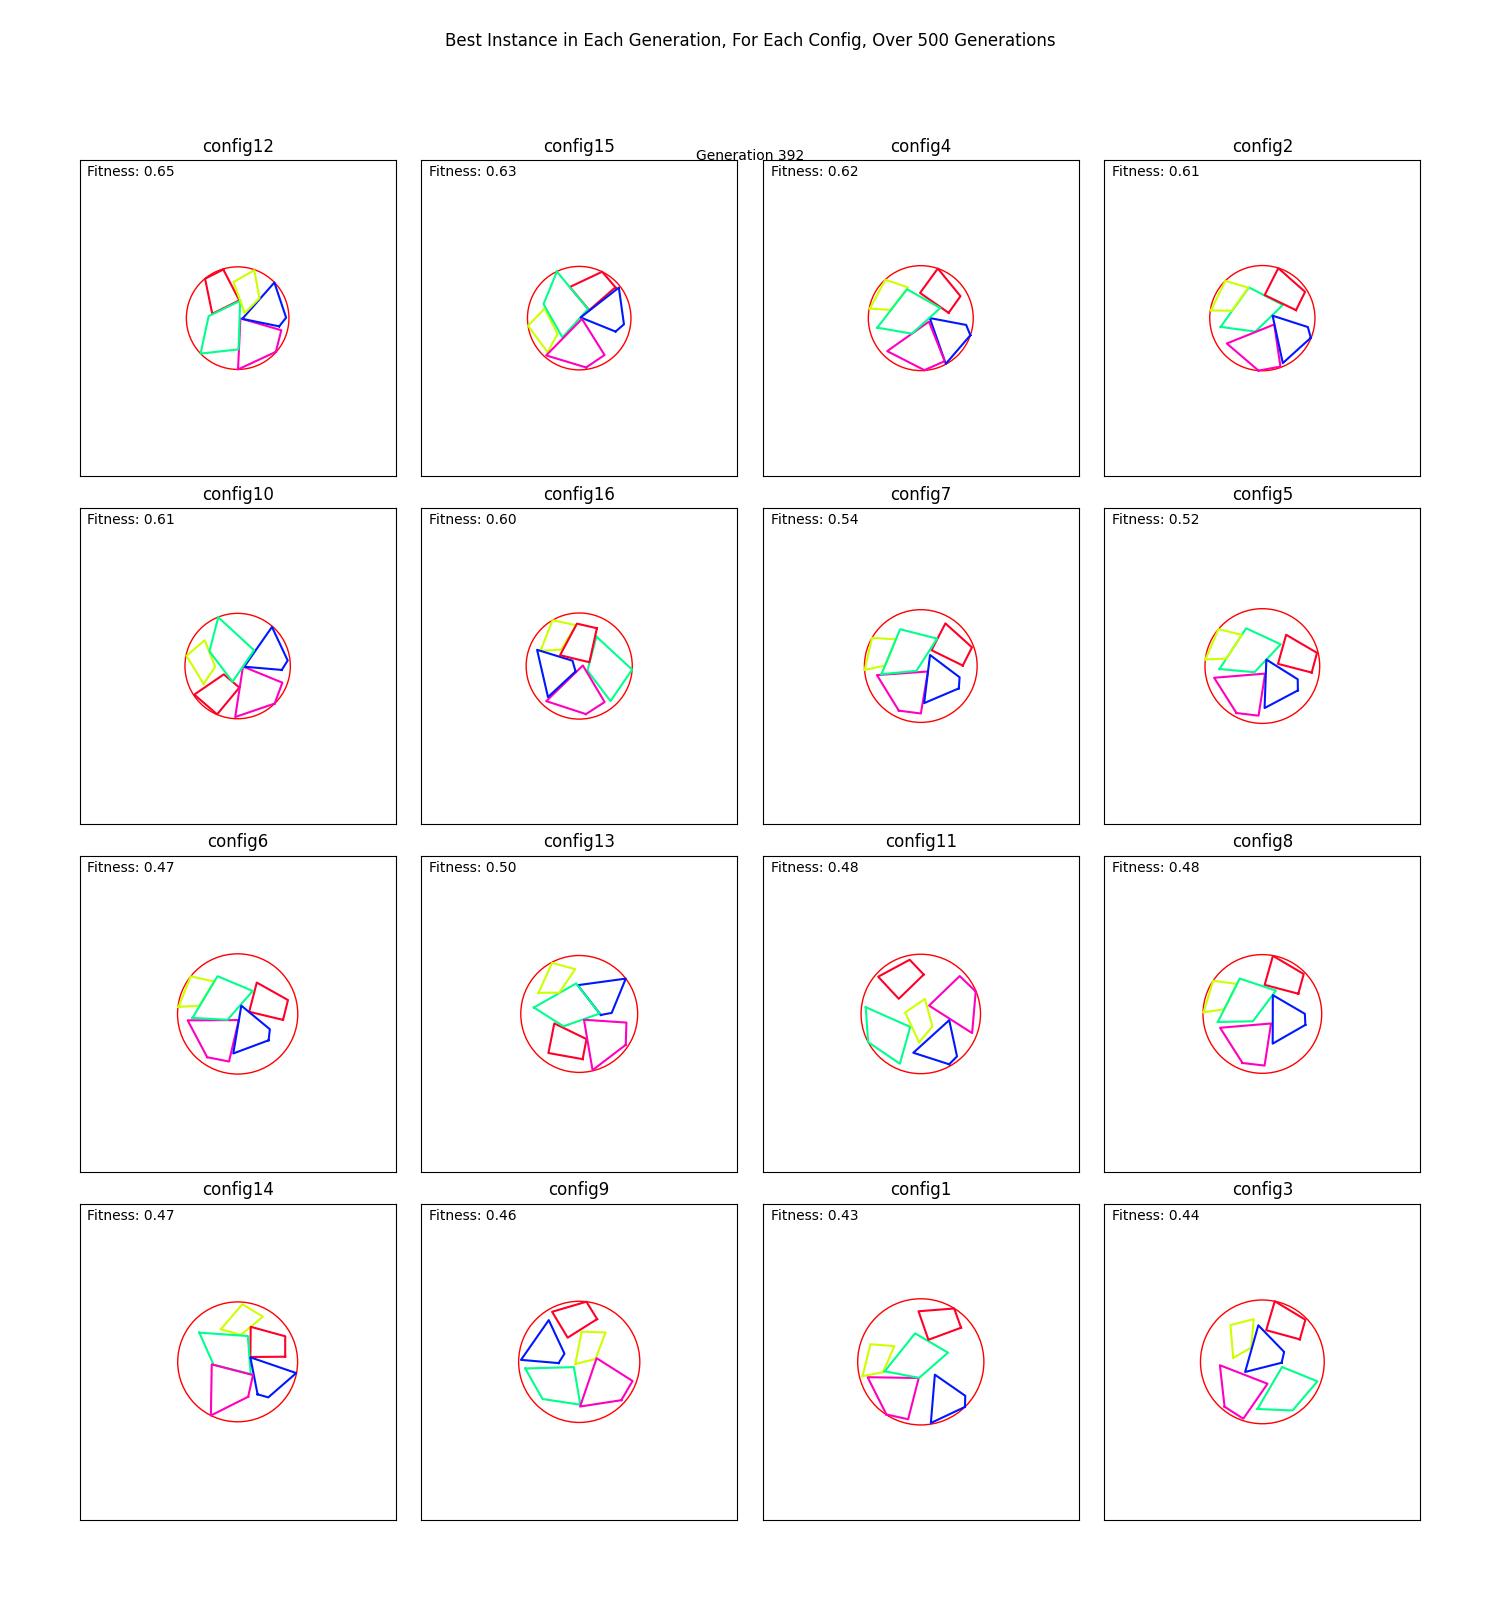 Best Instance in Each Generation, For Each Config, Over 500 Generations
Generation 392
config12
Fitness: 0.65
config15
Fitness: 0.63
config4
Fitness: 0.62
config2
Fitness: 0.61
config10
Fitness: 0.61
config16
Fitness: 0.60
config7
Fitness: 0.54
config5
Fitness: 0.52
config6
Fitness: 0.47
config13
Fitness: 0.50
config11
Fitness: 0.48
config8
Fitness: 0.48
config14
Fitness: 0.47
config9
Fitness: 0.46
config1
Fitness: 0.43
config3
Fitness: 0.44